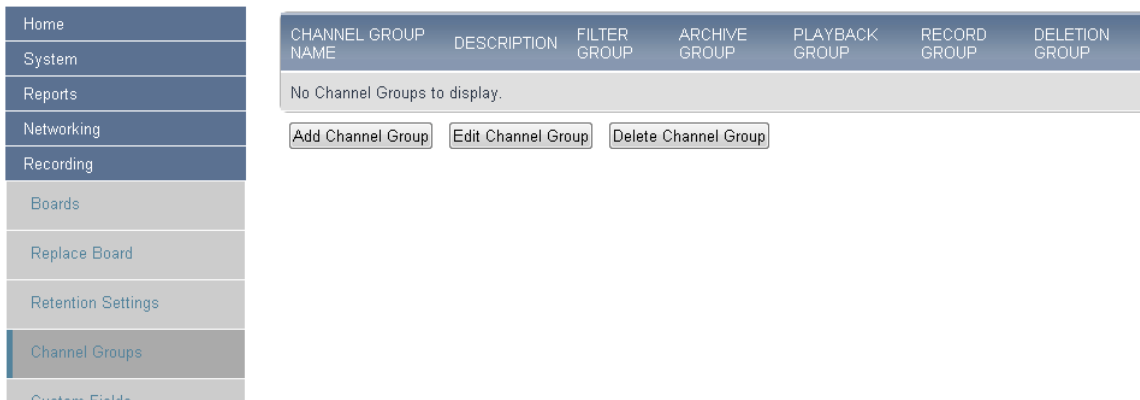 Home
System
Reports
Networking
Recording
Boards
Replace Board
Retention Settings
Channel Groups
Custom Fields
CHANNEL GROUP NAME
DESCRIPTION
FILTER GROUP
ARCHIVE GROUP
PLAYBACK GROUP
RECORD GROUP
DELETION GROUP
No Channel Groups to display.
Add Channel Group Edit Channel Group Delete Channel Group